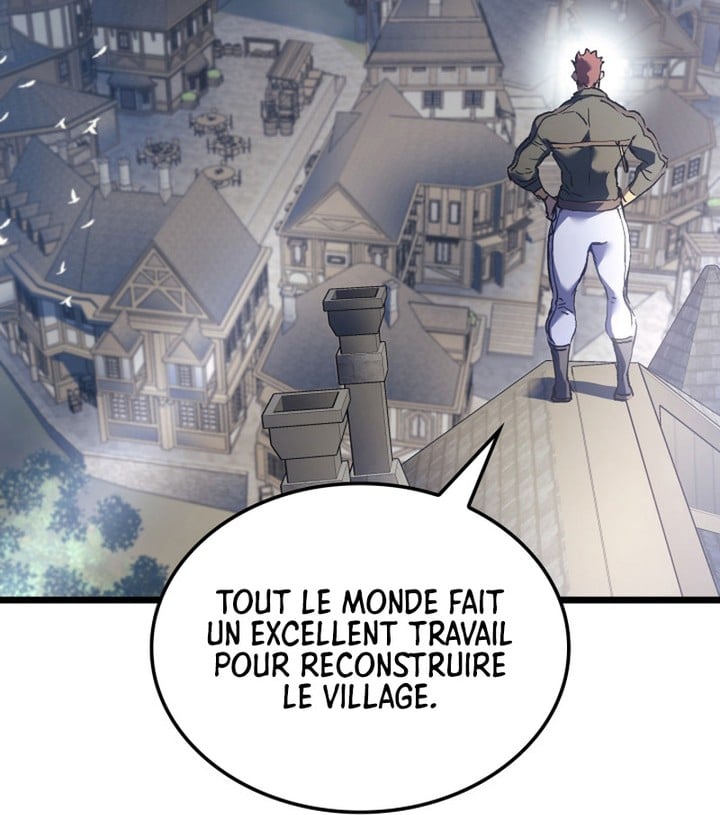 TOUT LE MONDE FAIT
UN EXCELLENT TRAVAIL
POUR RECONSTRUIRE
LE VILLAGE.